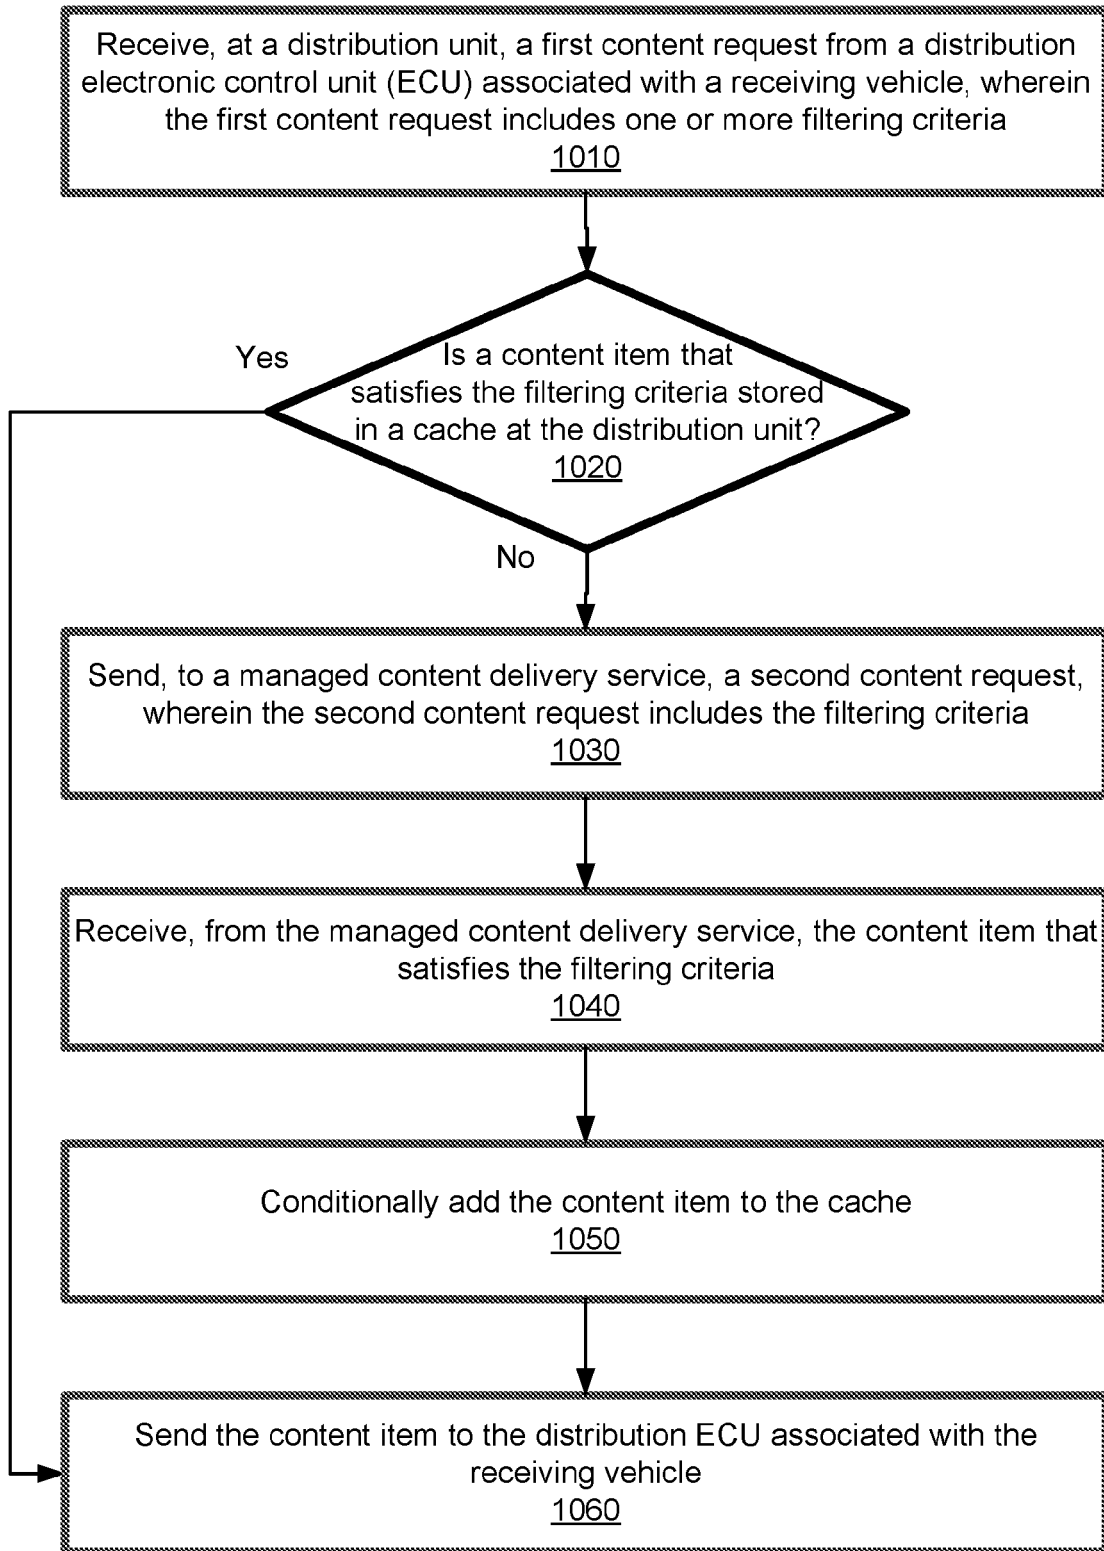 Receive, at a distribution unit, a first content request from a distribution
electronic control unit (ECU) associated with a receiving vehicle, wherein
the first content request includes one or more filtering criteria
1010
Yes
Is a content item that
satisfies the filtering criteria stored
in a cache at the distribution unit?
1020
No
Send, to a managed content delivery service, a second content request,
wherein the second content request includes the filtering criteria
1030
Receive, from the managed content delivery service, the content item that
satisfies the filtering criteria
1040
Conditionally add the content item to the cache
1050
Send the content item to the distribution ECU associated with the
receiving vehicle
1060